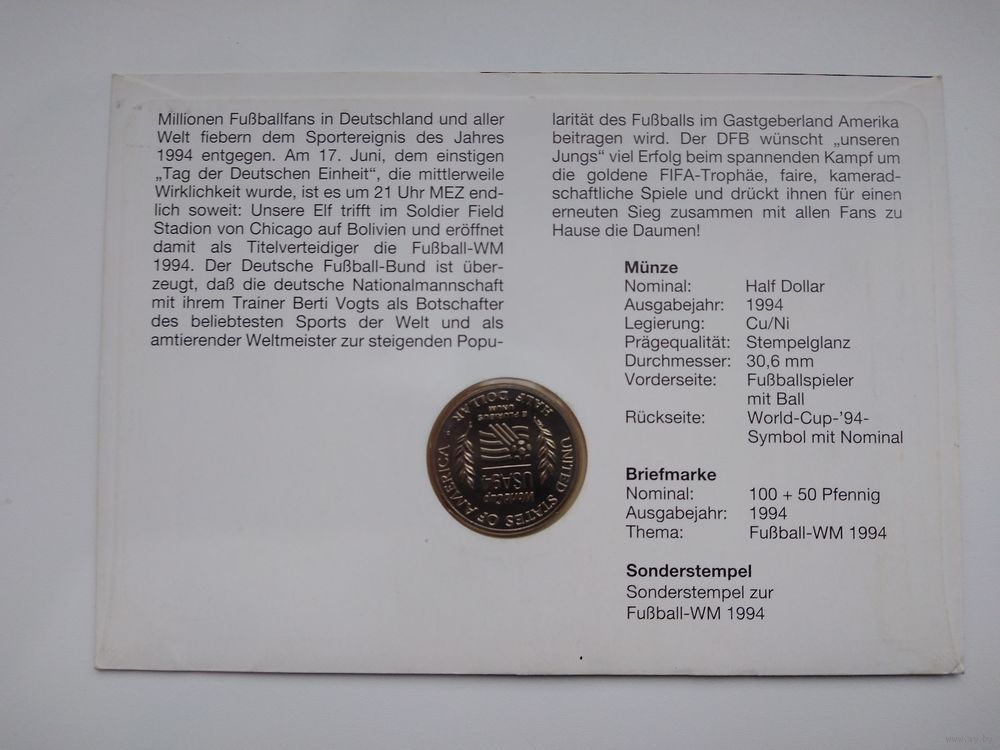 Millionen Fußballfans in Deutschland und aller
Welt fiebern dem Sportereignis des Jahres
1994 entgegen. Am 17. Juni, dem einstigen
„Tag der Deutschen Einheit“, die mittlerweile
Wirklichkeit wurde, ist es um 21 Uhr MEZ end-
lich soweit: Unsere Elf trifft im Soldier Field
Stadion von Chicago auf Bolivien und eröffnet
damit als Titelverteidiger die Fußball-WM
1994. Der Deutsche Fußball-Bund ist über-
zeugt, daß die deutsche Nationalmannschaft
mit ihrem Trainer Berti Vogts als Botschafter
des beliebtesten Sports der Welt und als
amtierender Weltmeister zur steigenden Popu-
larität des Fußballs im Gastgeberland Amerika
beitragen wird. Der DFB wünscht „unseren
Jungs“ viel Erfolg beim spannenden Kampf um
die goldene FIFA-Trophäe, faire, kamerad-
schaftliche Spiele und drückt ihnen für einen
erneuten Sieg zusammen mit allen Fans zu
Hause die Daumen!
Münze
Nominal: Half Dollar
Ausgabejahr: 1994
Legierung: Cu/Ni
Prägequalität: Stempelglanz
Durchmesser: 30,6 mm
Vorderseite: Fußballspieler
mit Ball
Rückseite: World-Cup-’94-
Symbol mit Nominal
Briefmarke
Nominal: 100 + 50 Pfennig
Ausgabejahr: 1994
Thema: Fußball-WM 1994
Sonderstempel
Sonderstempel zur
Fußball-WM 1994
UNITED STATES OF AMERICA
WorldCup
USA94
E PLURIBUS
UNUM
HALF DOLLAR